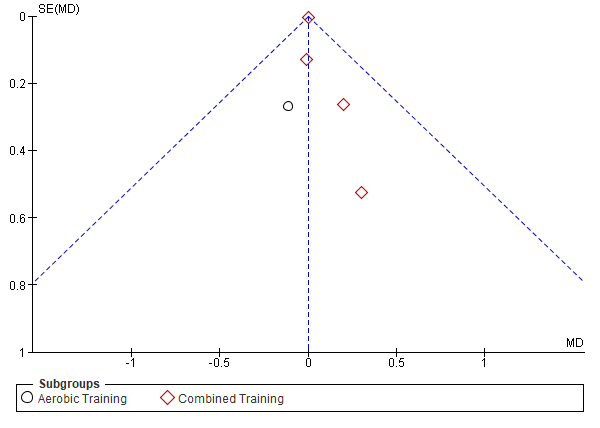 SE(MD)
0
0.2
0.4
0.6
0.8
1
MD
-1
-0.5
0
0.5
1
Subgroups
Aerobic Training
Combined Training